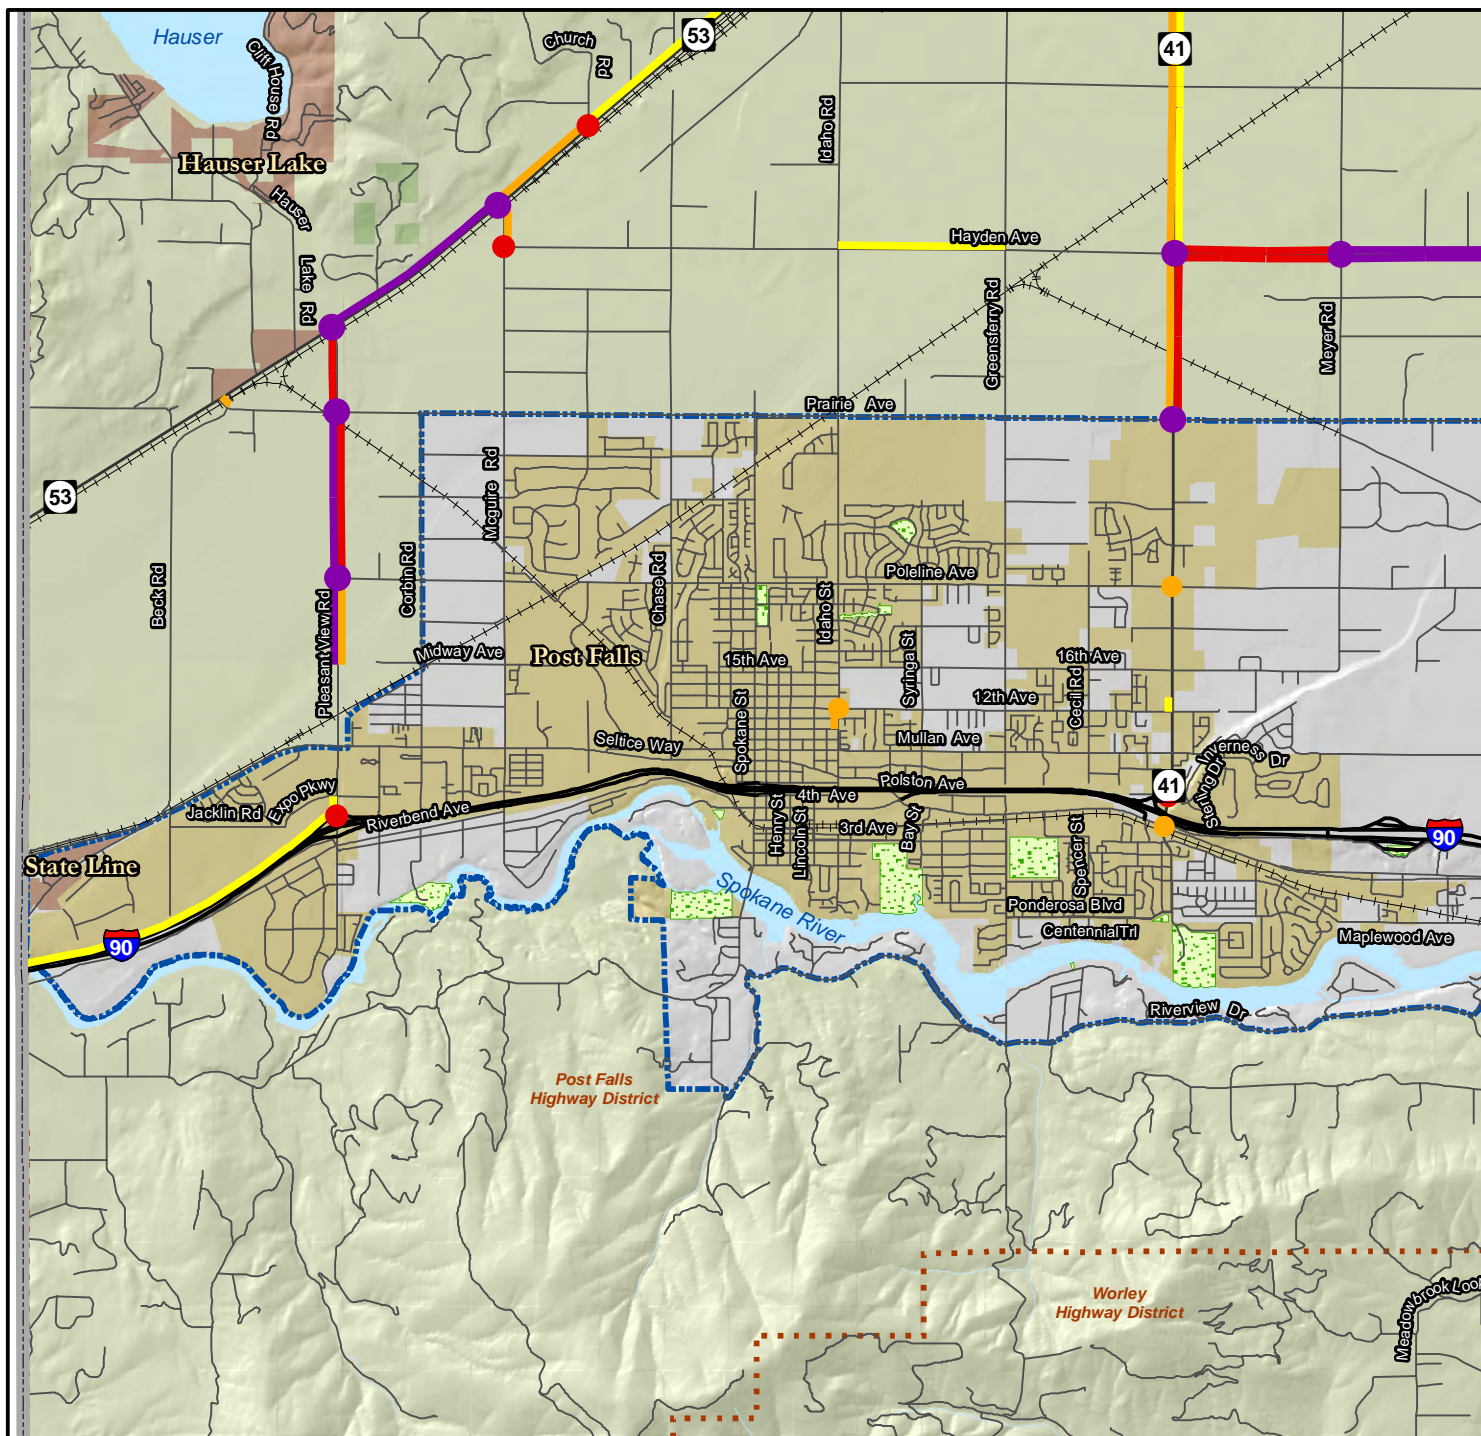 Hauser
Cliff House Rd
Church
Rd
53
41
Idaho Rd
Hauser Lake
Hauser
Lake
Rd
Hayden Ave
Greensferry Rd
Meyer Rd
Prairie Ave
53
Mcguire Rd
Beck Rd
Corbin Rd
Chase Rd
Poleline Ave
Idaho St
Pleasant View Rd
Midway Ave
Post Falls
15th Ave
Syringa St
16th Ave
Cecil Rd
12th Ave
Spokane St
Seltice Way
Mullan Ave
Inverness Dr
Polston Ave
41
Sterling Dr
Expo Pkwy
Jacklin Rd
Riverbend Ave
4th Ave
Henry St
Lincoln St
3rd Ave
Bay St
Spencer St
90
State Line
Spokane River
Ponderosa Blvd
Centennial Trl
Maplewood Ave
90
Riverview Dr
Post Falls
Highway District
Worley
Highway District
Meadowbrook Loop